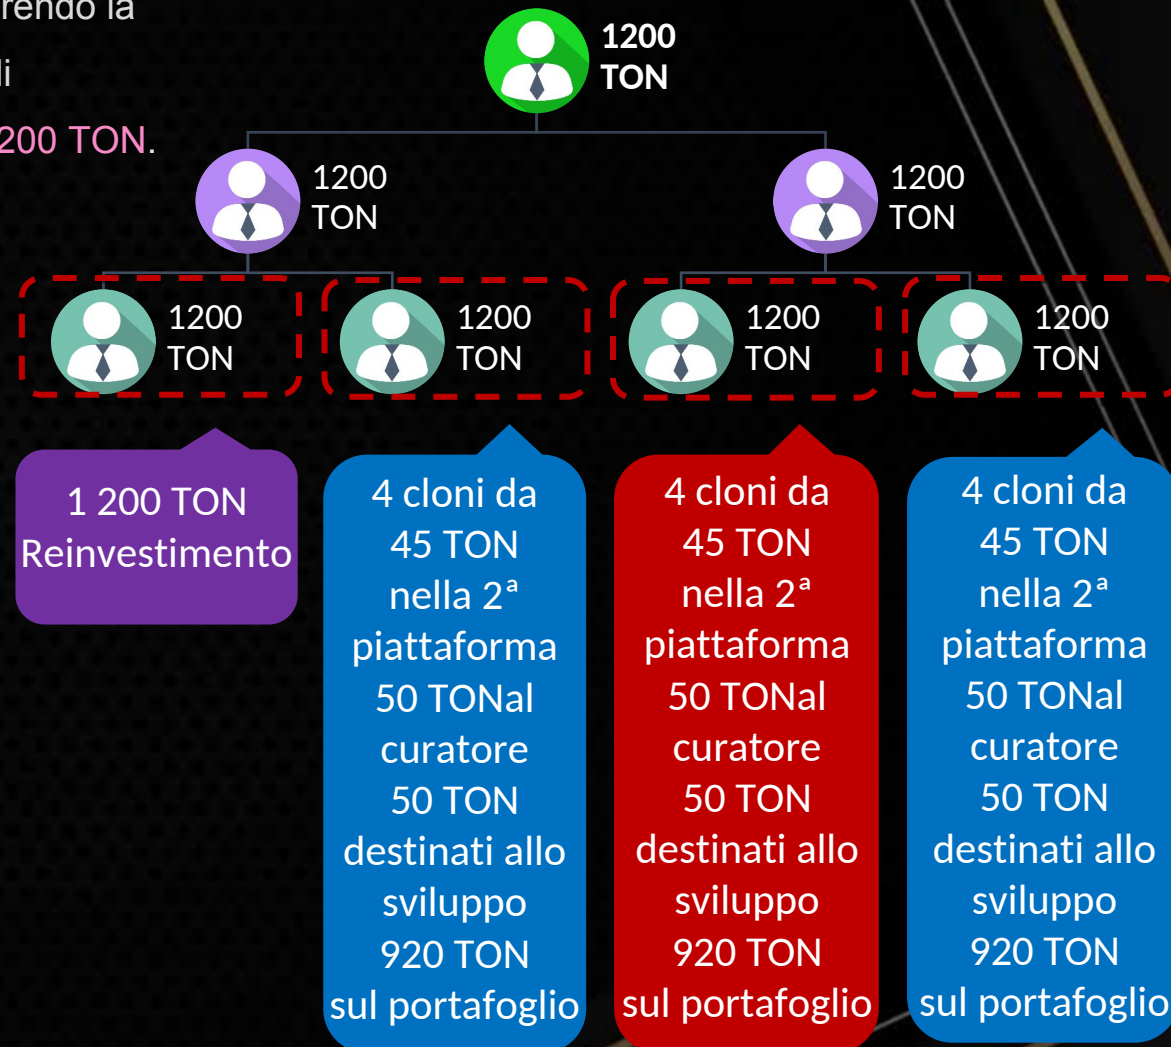 la
200 TON.
1200
TON
1200
TON
1200
TON
1200
TON
1200
TON
1200
TON
1200
TON
1 200 TON
Reinvestimento
4 cloni da
45 TON
nella 2ª
piattaforma
50 TONal
curatore
50 TON
destinati allo
sviluppo
920 TON
sul portafoglio
4 cloni da
45 TON
nella 2ª
piattaforma
50 TONal
curatore
50 TON
destinati allo
sviluppo
920 TON
sul portafoglio
4 cloni da
45 TON
nella 2ª
piattaforma
50 TONal
curatore
50 TON
destinati allo
sviluppo
920 TON
sul portafoglio